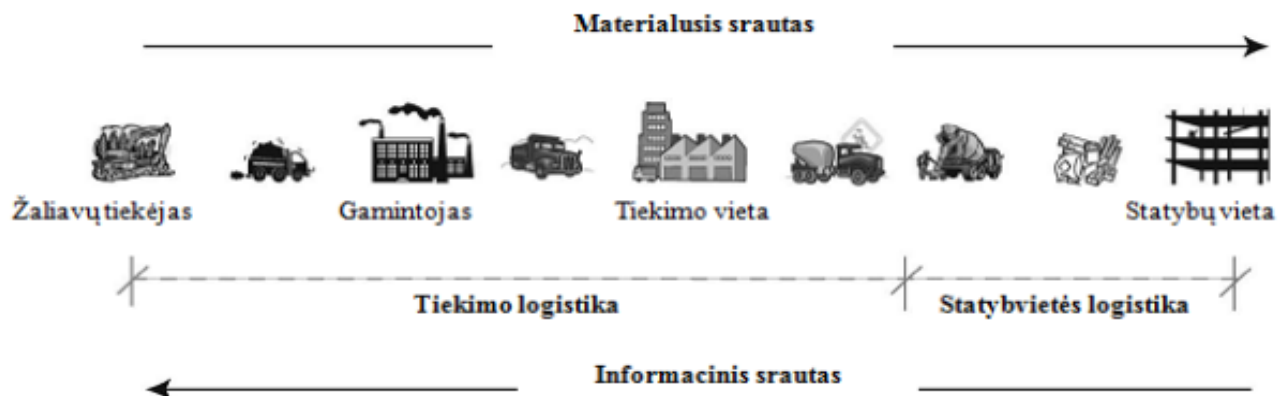 Materialusis srautas
Žaliavų tiekėjas
Gamintojas
Tiekimo vieta
Statybų vieta
Tiekimo logistika
Statybvietės logistika
Informacinis srautas